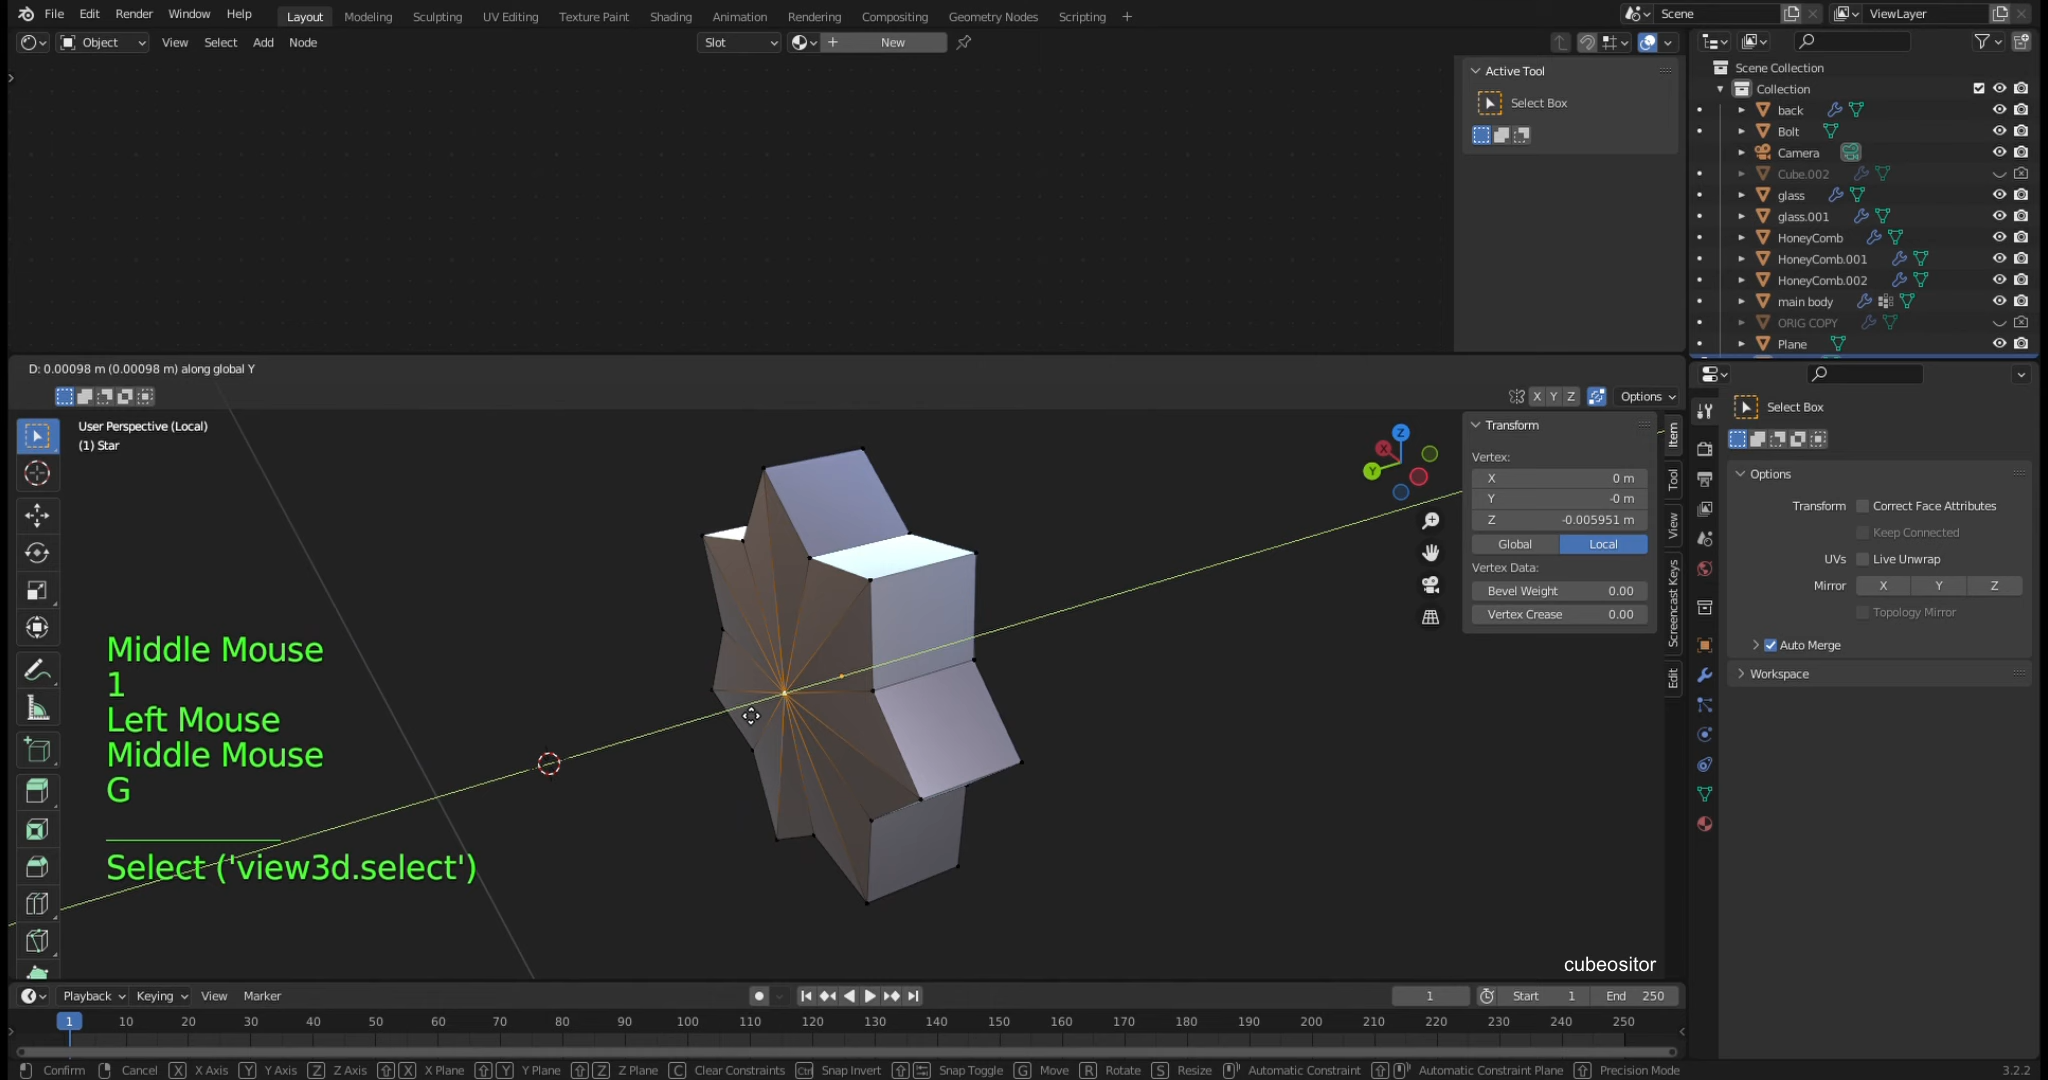 File Edit Render Window Help Layout Modeling Sculpting UV Editing Texture Paint Shading Animation Rendering Compositing Geometry Nodes Scripting + Scene ViewLayer
Object View Select Add Node Slot New
Active Tool
Select Box
Scene Collection
Collection
back
Bolt
Camera
Cube.002
glass
glass.001
HoneyComb
HoneyComb.001
HoneyComb.002
main body
ORIG COPY
Plane
D: 0.00098 m (0.00098 m) along global Y
X Y Z Options
User Perspective (Local)
(1) Star
Z
X
Y
Transform
Vertex:
X 0 m
Y -0 m
Z -0.005951 m
Global Local
Vertex Data:
Bevel Weight 0.00
Vertex Crease 0.00
Item
Tool
View
Screencast Keys
Edit
Select Box
Options
Transform Correct Face Attributes
Keep Connected
UVs Live Unwrap
Mirror X Y Z
Topology Mirror
Auto Merge
Workspace
Middle Mouse
1
Left Mouse
Middle Mouse
G
Select ('view3d.select')
cubeositor
Playback Keying View Marker 1 Start 1 End 250
1 10 20 30 40 50 60 70 80 90 100 110 120 130 140 150 160 170 180 190 200 210 220 230 240 250
Confirm Cancel X X Axis Y Y Axis Z Z Axis X X Plane Y Y Plane Z Z Plane C Clear Constraints Ctrl Snap Invert Snap Toggle G Move R Rotate S Resize Automatic Constraint Automatic Constraint Plane Precision Mode 3.2.2